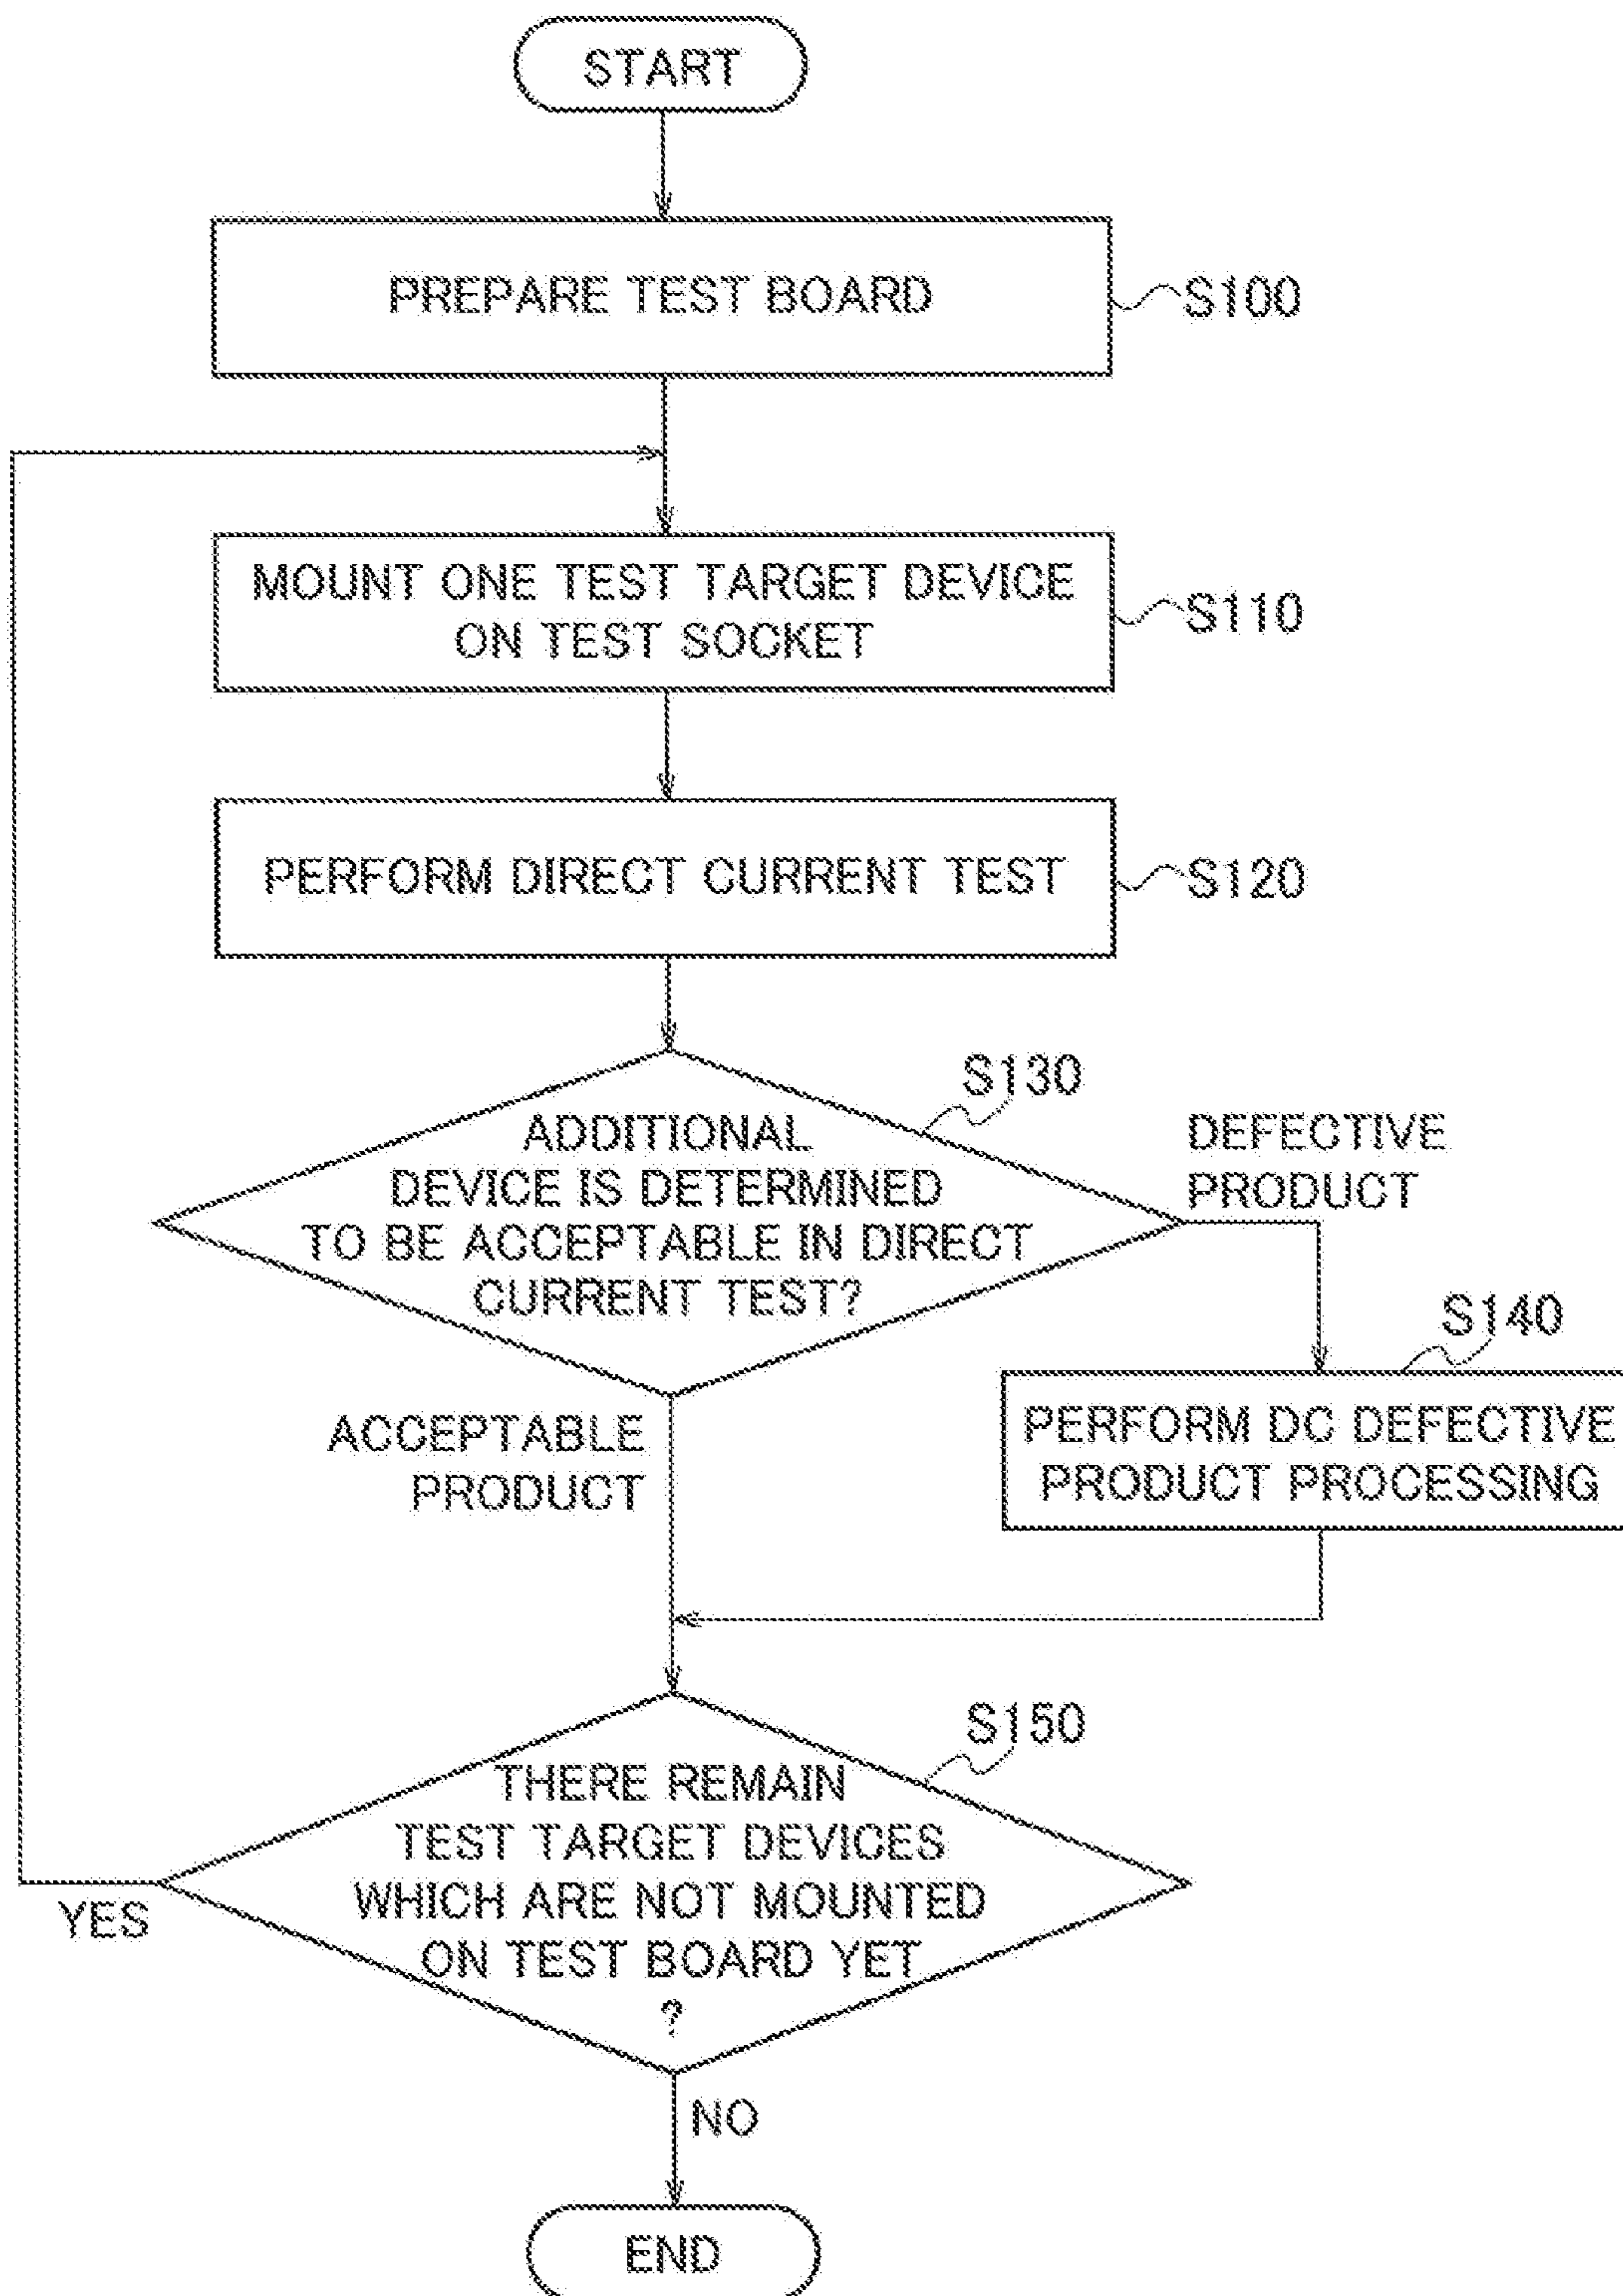 START
PREPARE TEST BOARD
S100
MOUNT ONE TEST TARGET DEVICE
ON TEST SOCKET
S110
PERFORM DIRECT CURRENT TEST
S120
S130
ADDITIONAL
DEVICE IS DETERMINED
TO BE ACCEPTABLE IN DIRECT
CURRENT TEST?
DEFECTIVE
PRODUCT
S140
PERFORM DC DEFECTIVE
PRODUCT PROCESSING
ACCEPTABLE
PRODUCT
S150
THERE REMAIN
TEST TARGET DEVICES
WHICH ARE NOT MOUNTED
ON TEST BOARD YET
?
YES
NO
END